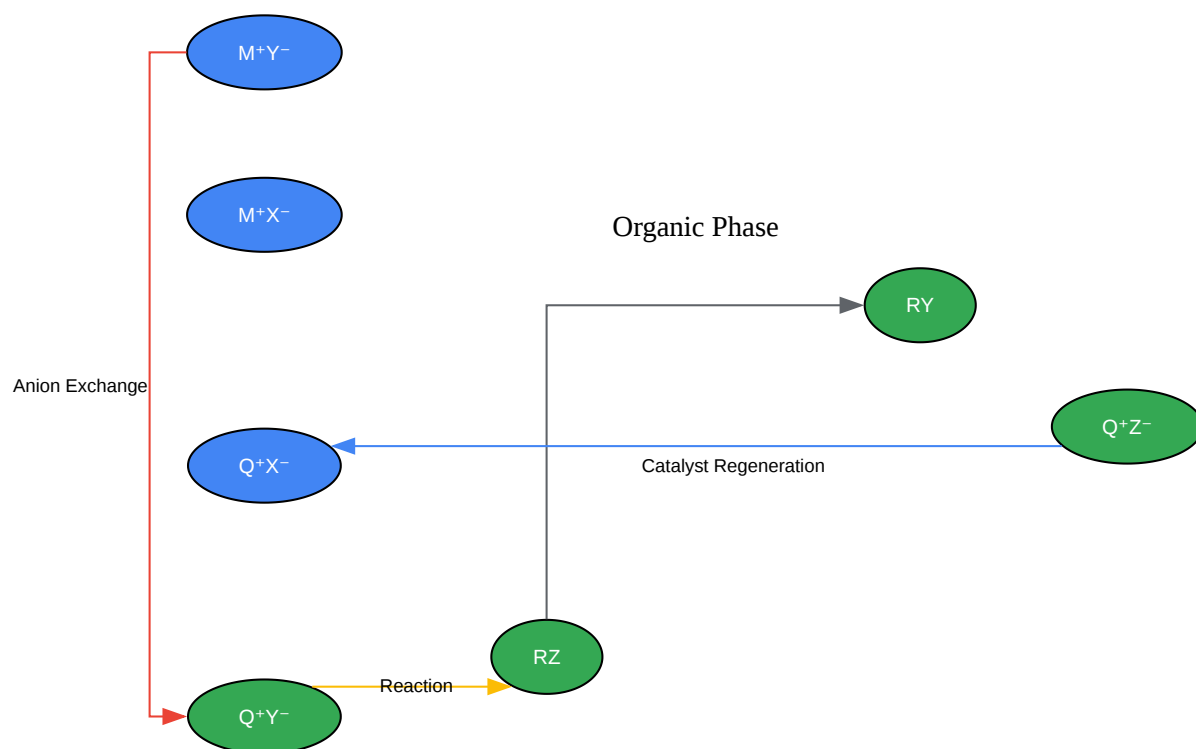 M⁺Y⁻
M⁺X⁻
Organic Phase
RY
Anion Exchange
Q⁺Z⁻
Q⁺X⁻
Catalyst Regeneration
RZ
Reaction
Q⁺Y⁻